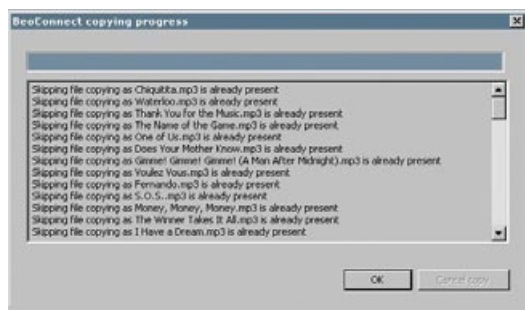 BeoConnect copying progress
Skipping file copying as Chiquitita.mp3 is already present
Skipping file copying as Waterloo.mp3 is already present
Skipping file copying as Thank You for the Music.mp3 is already present
Skipping file copying as The Name of the Game.mp3 is already present
Skipping file copying as One of Us.mp3 is already present
Skipping file copying as Does Your Mother Know.mp3 is already present
Skipping file copying as Gimme! Gimme! Gimme! (A Man After Midnight).mp3 is already present
Skipping file copying as Voulez Vous.mp3 is already present
Skipping file copying as Fernando.mp3 is already present
Skipping file copying as S.O.S..mp3 is already present
Skipping file copying as Money, Money, Money.mp3 is already present
Skipping file copying as The Winner Takes It All.mp3 is already present
Skipping file copying as I Have a Dream.mp3 is already present
OK
Cancel copy